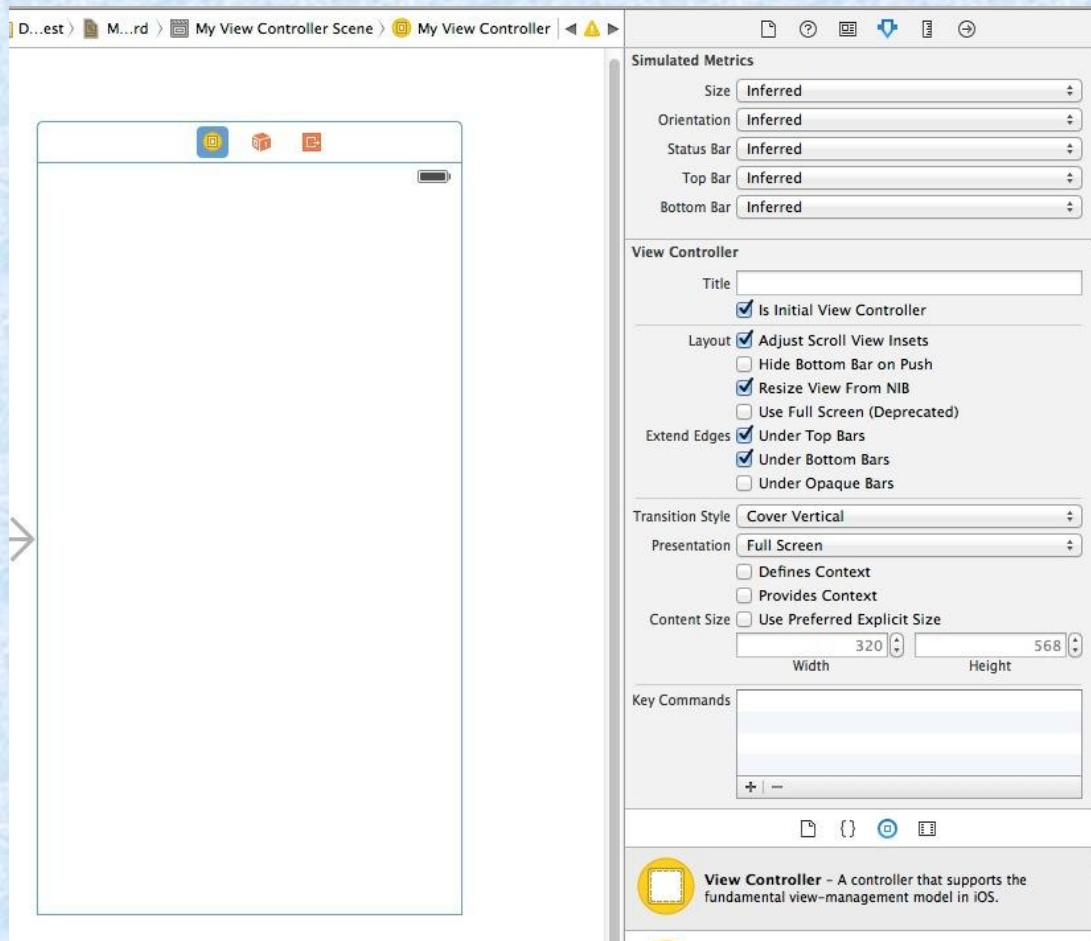 D...est 〉 M...rd 〉 My View Controller Scene 〉 My View Controller
Simulated Metrics
Size Inferred
Orientation Inferred
Status Bar Inferred
Top Bar Inferred
Bottom Bar Inferred
View Controller
Title
Is Initial View Controller
Layout Adjust Scroll View Insets
Hide Bottom Bar on Push
Resize View From NIB
Use Full Screen (Deprecated)
Extend Edges Under Top Bars
Under Bottom Bars
Under Opaque Bars
Transition Style Cover Vertical
Presentation Full Screen
Defines Context
Provides Context
Content Size Use Preferred Explicit Size
320 568
Width Height
Key Commands
+ | −
{}
View Controller – A controller that supports the
fundamental view-management model in iOS.